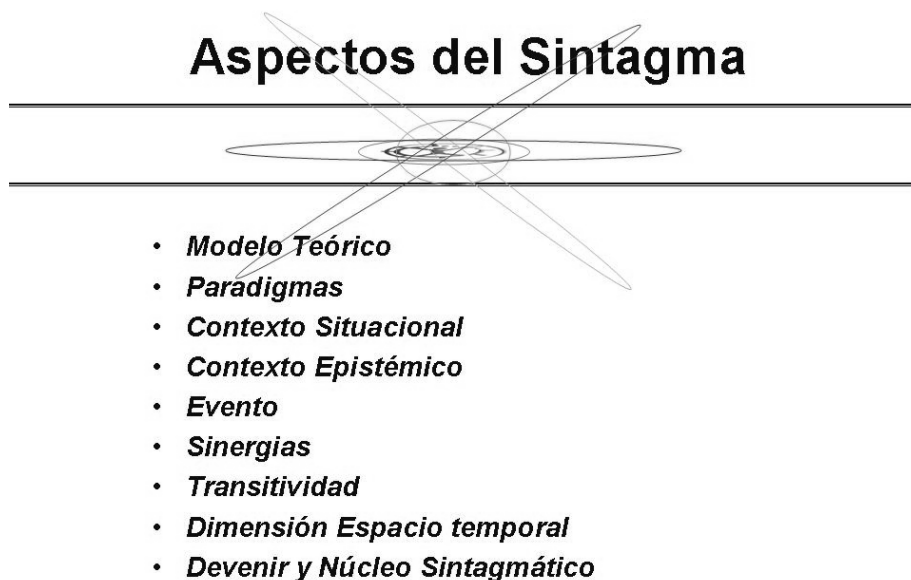 Aspectos del Sintagma
• Modelo Teórico
• Paradigmas
• Contexto Situacional
• Contexto Epistémico
• Evento
• Sinergias
• Transitividad
• Dimensión Espacio temporal
• Devenir y Núcleo Sintagmático